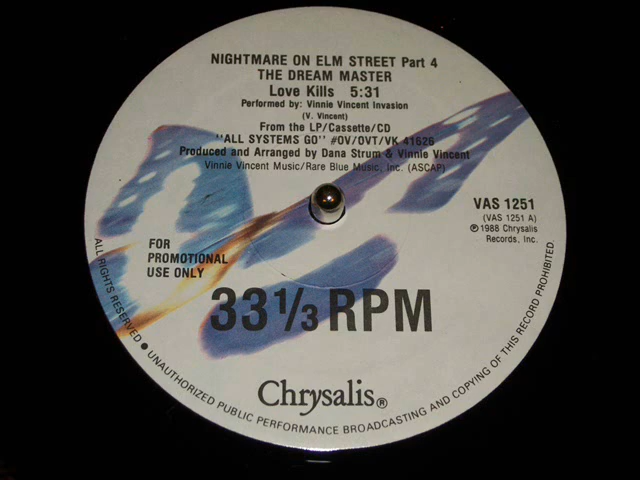 NIGHTMARE ON ELM STREET Part 4
THE DREAM MASTER
Love Kills 5:31
Performed by: Vinnie Vincent Invasion
(V. Vincent)
From the LP/Cassette/CD
"ALL SYSTEMS GO" #OV/OVT/VK 41626
Produced and Arranged by Dana Strum & Vinnie Vincent
Vinnie Vincent Music/Rare Blue Music, Inc. (ASCAP)
VAS 1251
(VAS 1251 A)
℗ 1988 Chrysalis
Records, Inc.
FOR
PROMOTIONAL
USE ONLY
33 1/3 RPM
Chrysalis®
ALL RIGHTS RESERVED ● UNAUTHORIZED PUBLIC PERFORMANCE BROADCASTING AND COPYING OF THIS RECORD PROHIBITED.